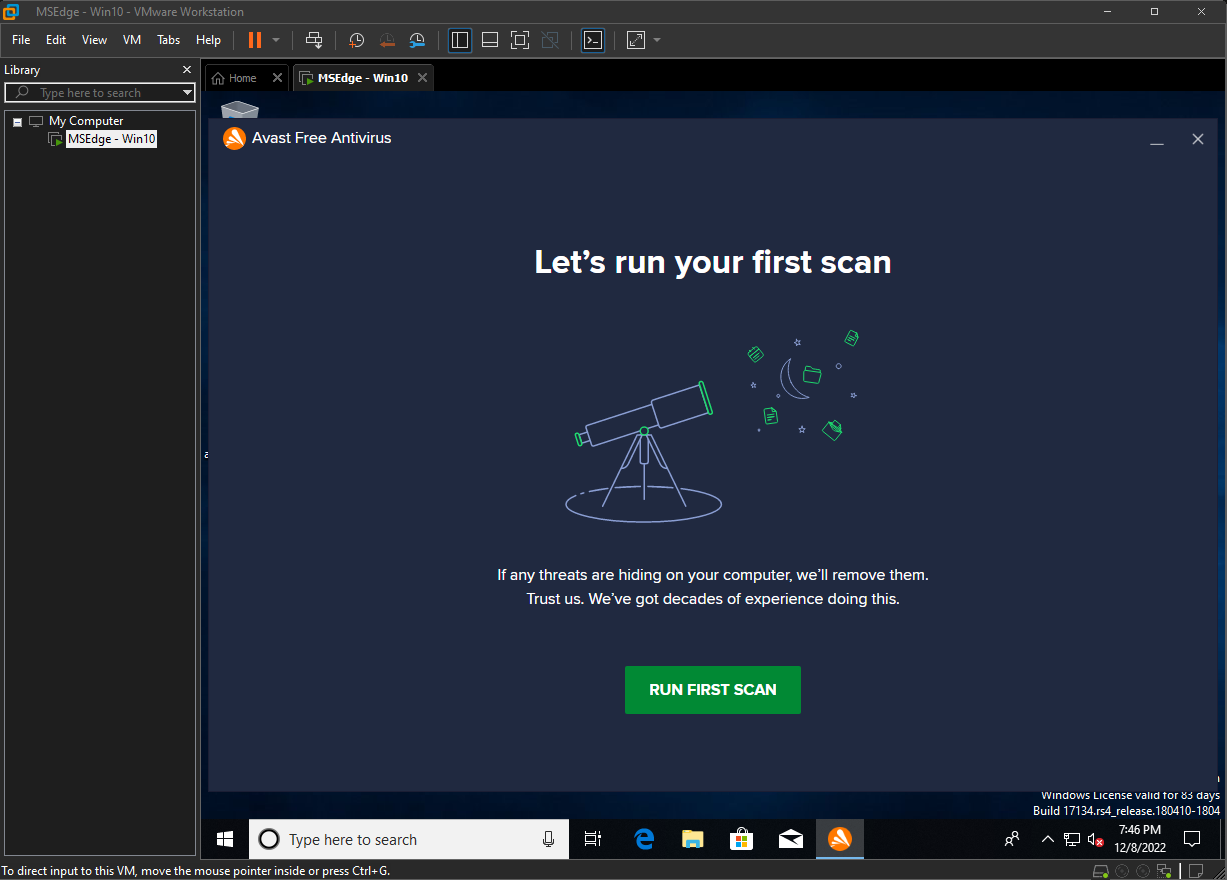 MSEdge - Win10 - VMware Workstation
File Edit View VM Tabs Help
Library
Type here to search
My Computer
MSEdge - Win10
Home
MSEdge - Win10
Avast Free Antivirus
Let’s run your first scan
If any threats are hiding on your computer, we’ll remove them.
Trust us. We’ve got decades of experience doing this.
RUN FIRST SCAN
Windows License valid for 83 days
Build 17134.rs4_release.180410-1804
Type here to search
7:46 PM
12/8/2022
To direct input to this VM, move the mouse pointer inside or press Ctrl+G.